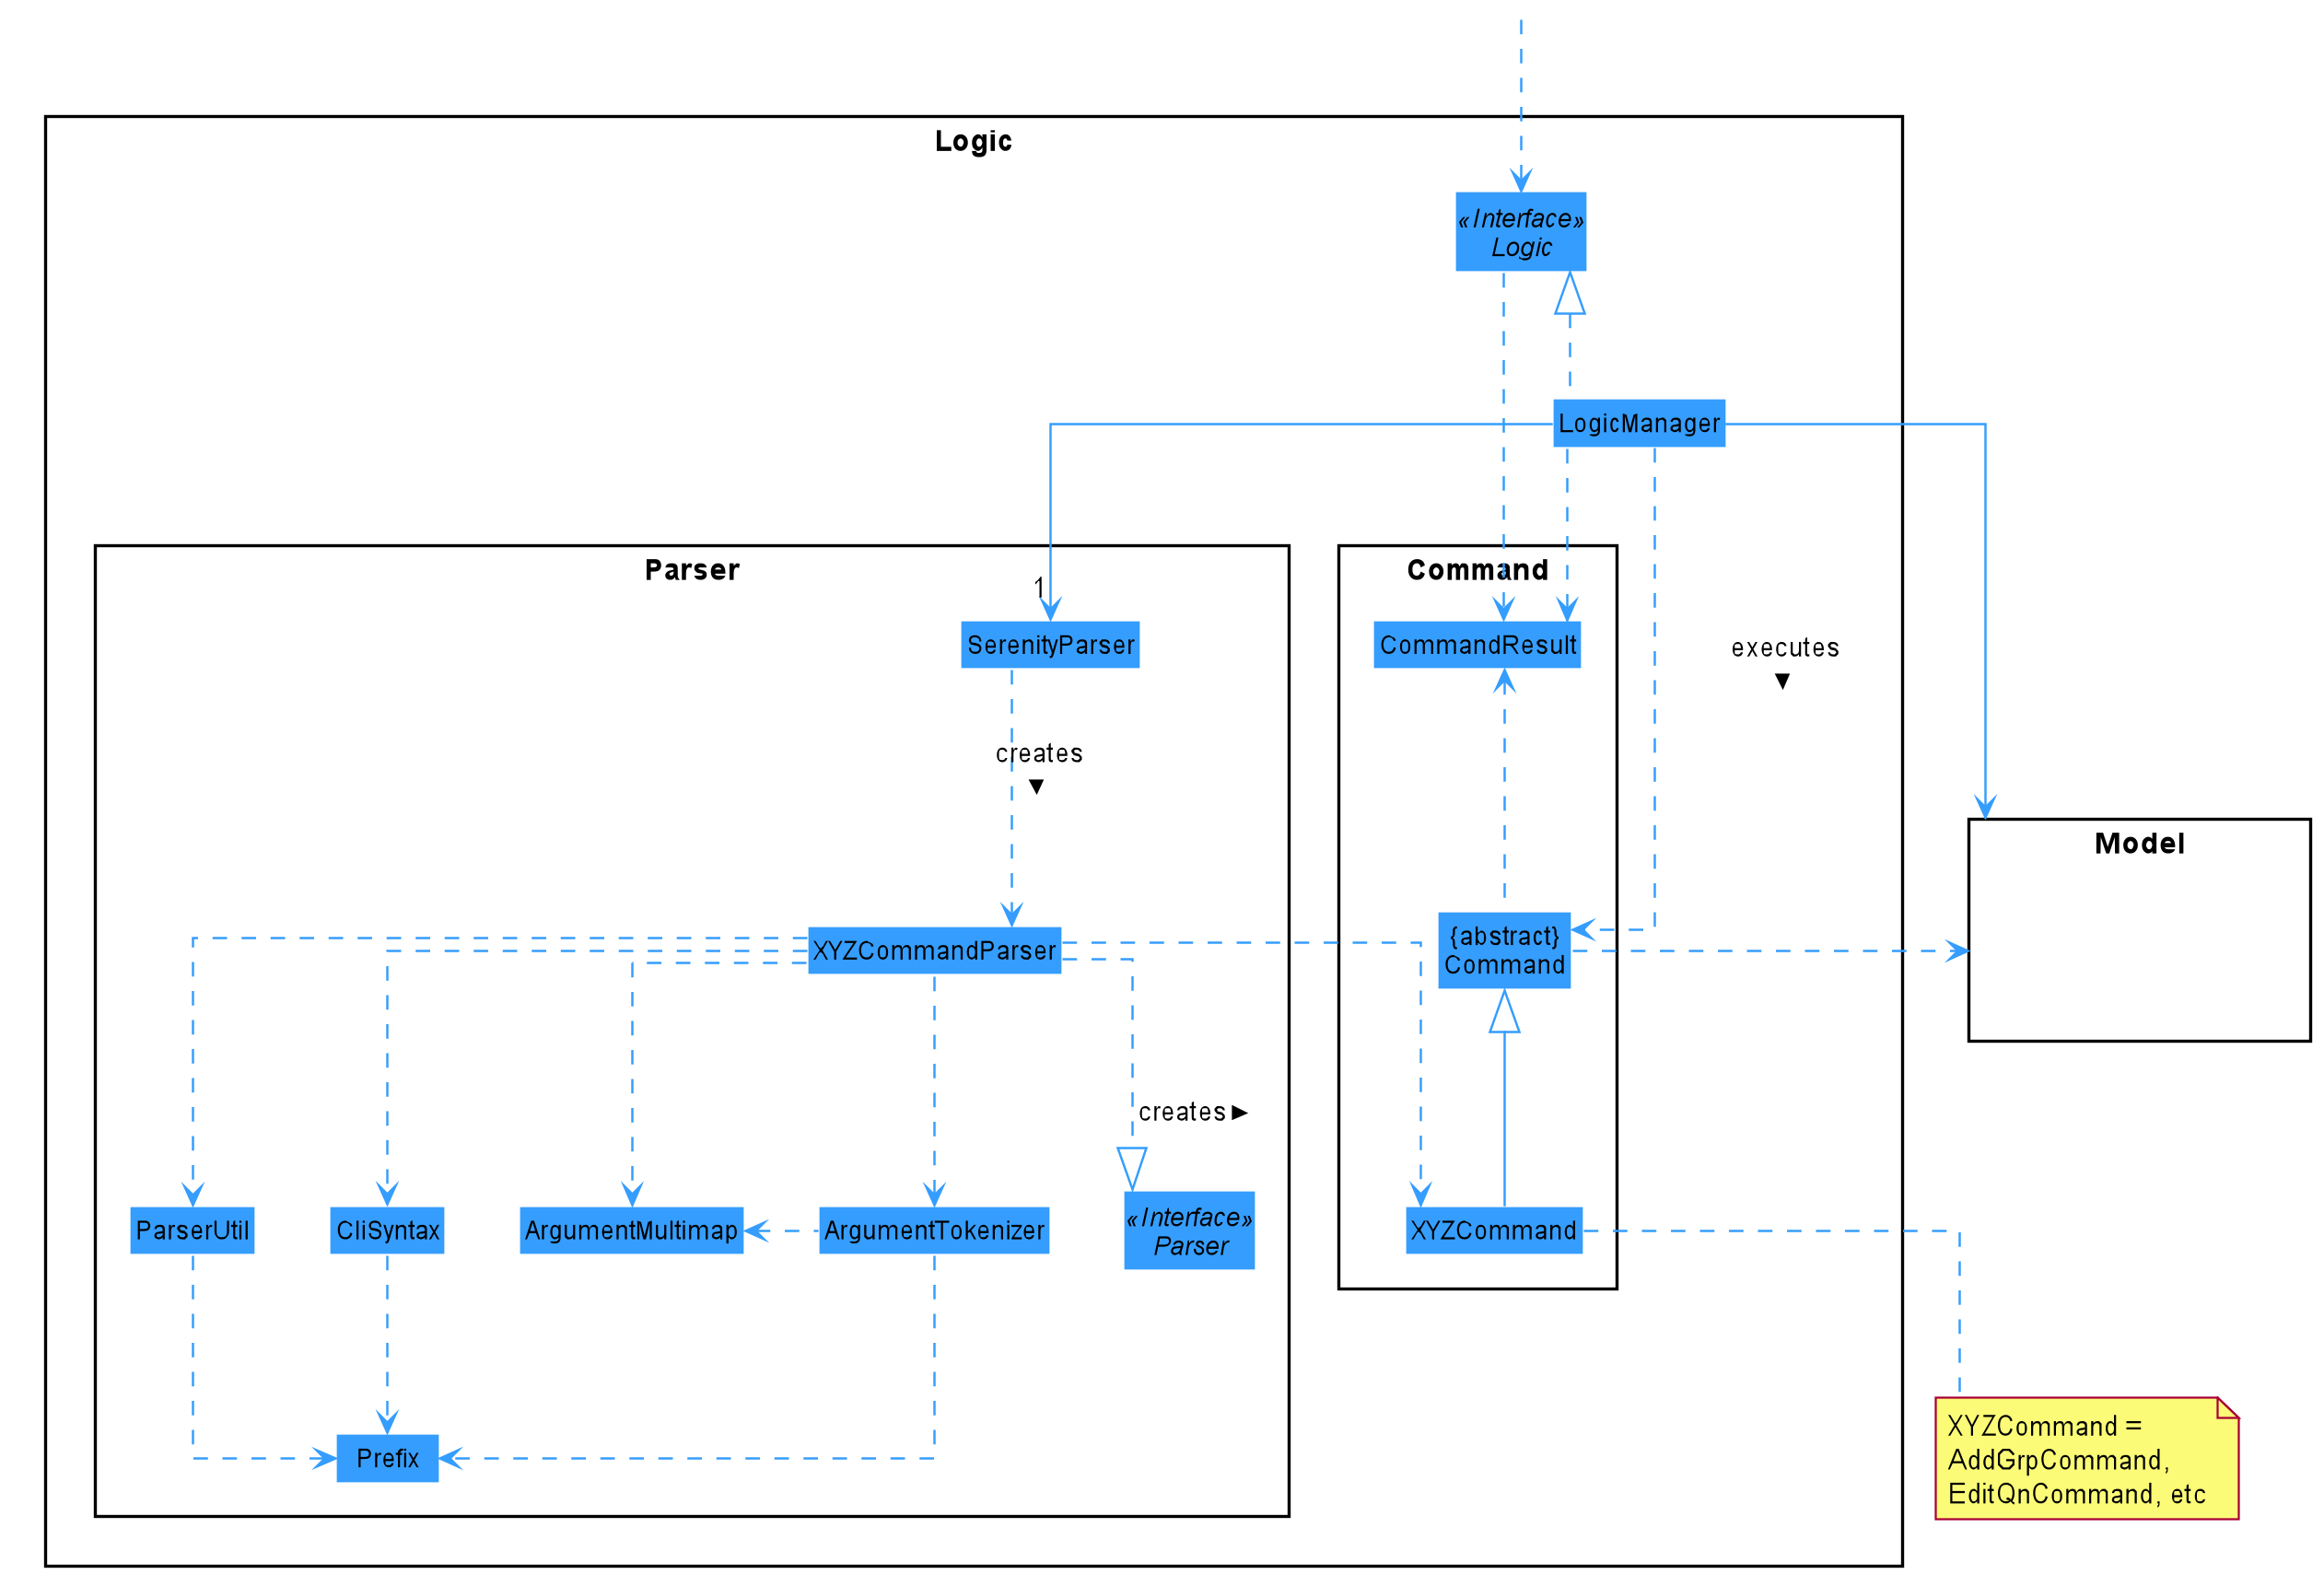 Logic
«Interface»
Logic
LogicManager
Parser
Command
1
SerenityParser
CommandResult
executes
▼
creates
▼
Model
XYZCommandParser
{abstract}
Command
creates ►
ParserUtil
CliSyntax
ArgumentMultimap
ArgumentTokenizer
«Interface»
Parser
XYZCommand
Prefix
XYZCommand =
AddGrpCommand,
EditQnCommand, etc